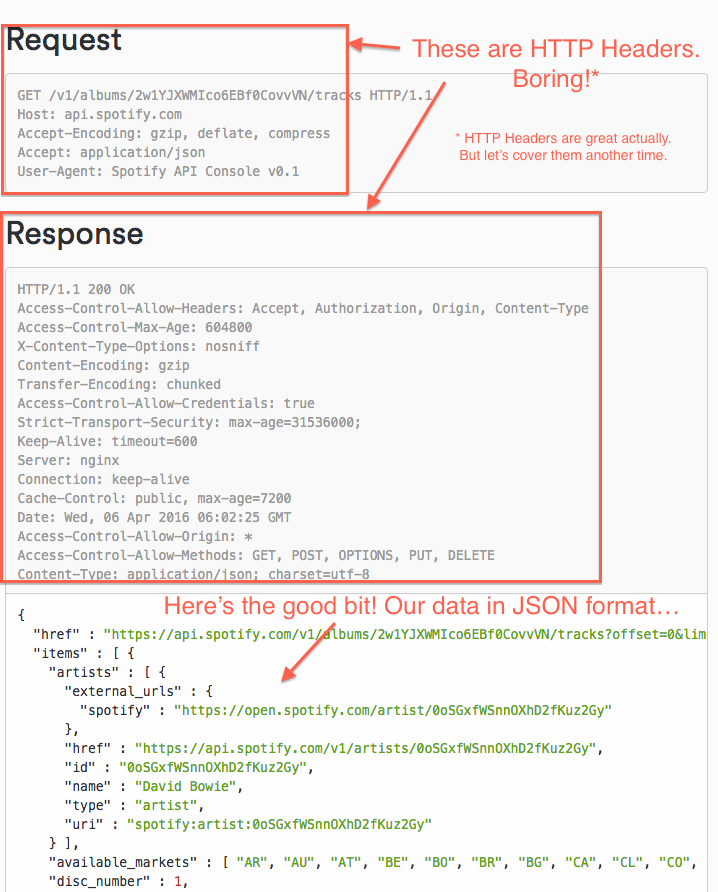 Request
These are HTTP Headers.
Boring!*
GET /v1/albums/2w1YJXWMIco6EBf0CovvVN/tracks HTTP/1.1
Host: api.spotify.com
Accept-Encoding: gzip, deflate, compress
Accept: application/json
User-Agent: Spotify API Console v0.1
* HTTP Headers are great actually.
But let's cover them another time.
Response
HTTP/1.1 200 OK
Access-Control-Allow-Headers: Accept, Authorization, Origin, Content-Type
Access-Control-Max-Age: 604800
X-Content-Type-Options: nosniff
Content-Encoding: gzip
Transfer-Encoding: chunked
Access-Control-Allow-Credentials: true
Strict-Transport-Security: max-age=31536000;
Keep-Alive: timeout=600
Server: nginx
Connection: keep-alive
Cache-Control: public, max-age=7200
Date: Wed, 06 Apr 2016 06:02:25 GMT
Access-Control-Allow-Origin: *
Access-Control-Allow-Methods: GET, POST, OPTIONS, PUT, DELETE
Content-Type: application/json; charset=utf-8
Here's the good bit! Our data in JSON format…
{
"href" : "https://api.spotify.com/v1/albums/2w1YJXWMIco6EBf0CovvVN/tracks?offset=0&lim
"items" : [ {
"artists" : [ {
"external_urls" : {
"spotify" : "https://open.spotify.com/artist/0oSGxfWSnnOXhD2fKuz2Gy"
},
"href" : "https://api.spotify.com/v1/artists/0oSGxfWSnnOXhD2fKuz2Gy",
"id" : "0oSGxfWSnnOXhD2fKuz2Gy",
"name" : "David Bowie",
"type" : "artist",
"uri" : "spotify:artist:0oSGxfWSnnOXhD2fKuz2Gy"
} ],
"available_markets" : [ "AR", "AU", "AT", "BE", "BO", "BR", "BG", "CA", "CL", "CO",
"disc_number" : 1,